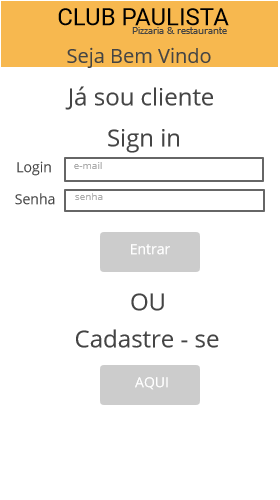 CLUB PAULISTA
Pizzaria & restaurante
Seja Bem Vindo
Já sou cliente
Sign in
Login e-mail
Senha senha
Entrar
OU
Cadastre - se
AQUI